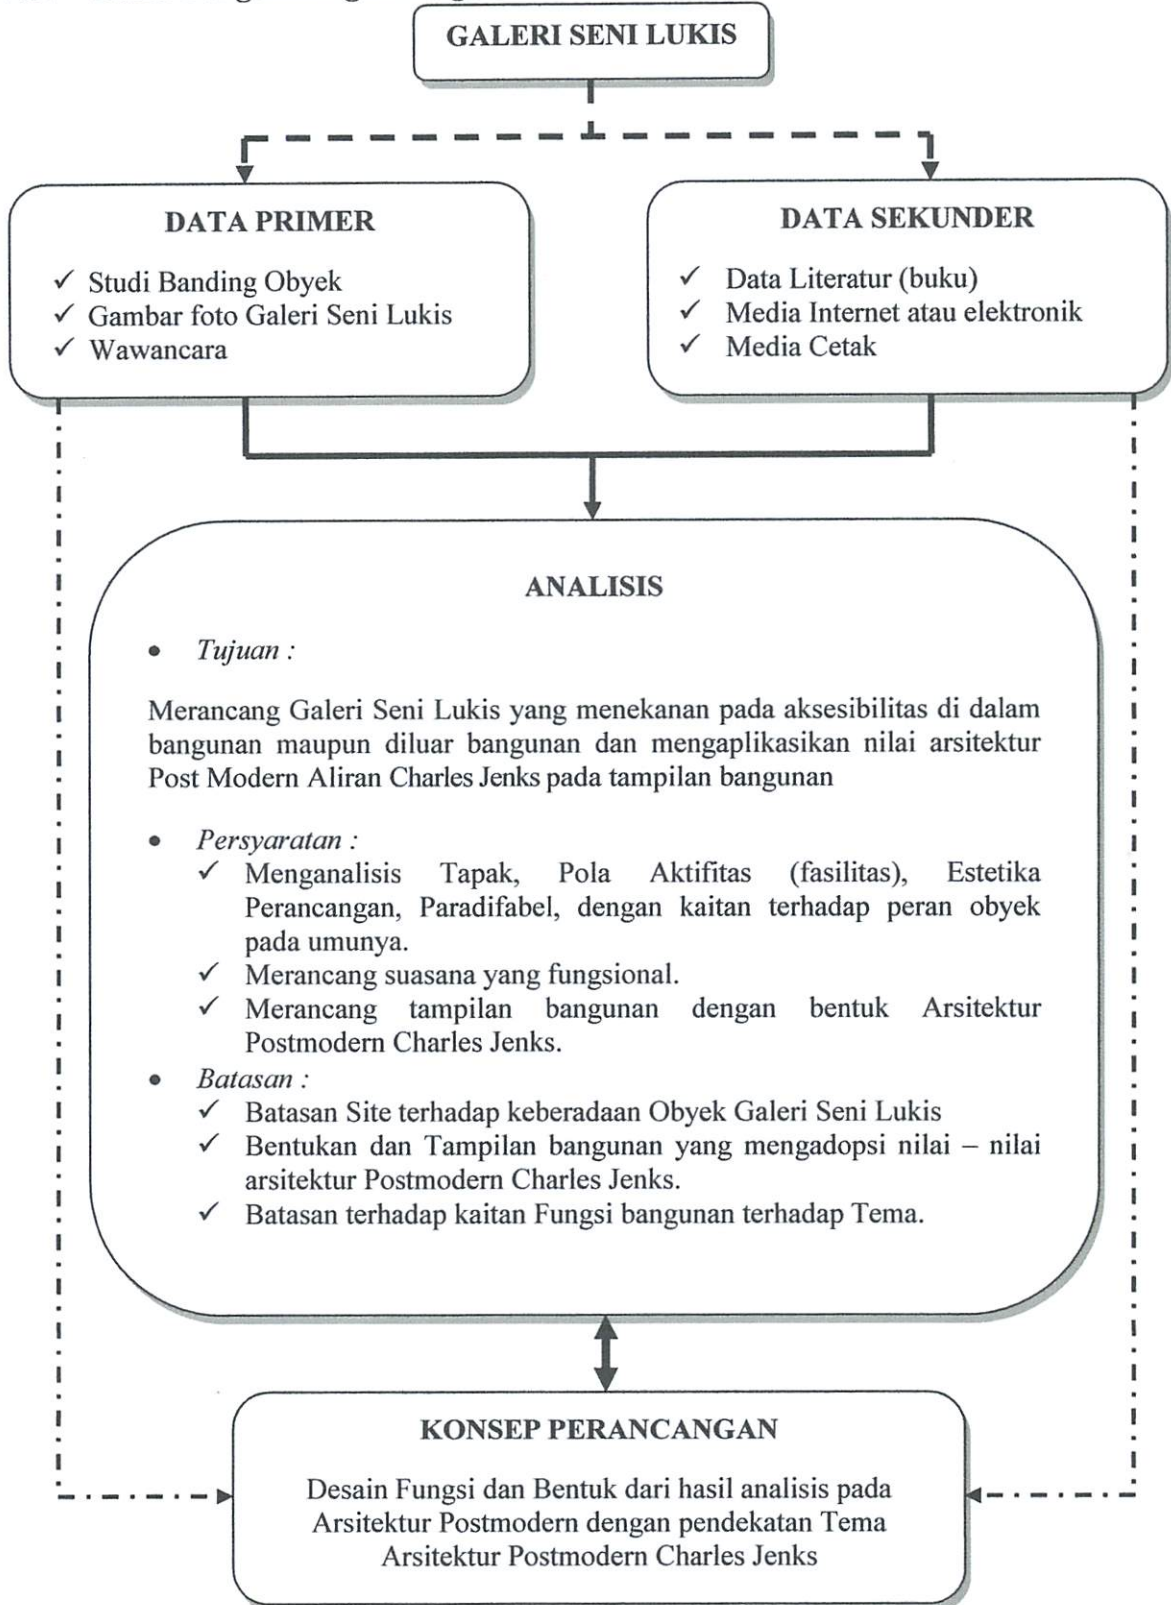 GALERI SENI LUKIS
DATA PRIMER
✓ Studi Banding Obyek
✓ Gambar foto Galeri Seni Lukis
✓ Wawancara
DATA SEKUNDER
✓ Data Literatur (buku)
✓ Media Internet atau elektronik
✓ Media Cetak
ANALISIS
• Tujuan :
Merancang Galeri Seni Lukis yang menekanan pada aksesibilitas di dalam
bangunan maupun diluar bangunan dan mengaplikasikan nilai arsitektur
Post Modern Aliran Charles Jenks pada tampilan bangunan
• Persyaratan :
✓ Menganalisis Tapak, Pola Aktifitas (fasilitas), Estetika
Perancangan, Paradifabel, dengan kaitan terhadap peran obyek
pada umunya.
✓ Merancang suasana yang fungsional.
✓ Merancang tampilan bangunan dengan bentuk Arsitektur
Postmodern Charles Jenks.
• Batasan :
✓ Batasan Site terhadap keberadaan Obyek Galeri Seni Lukis
✓ Bentukan dan Tampilan bangunan yang mengadopsi nilai – nilai
arsitektur Postmodern Charles Jenks.
✓ Batasan terhadap kaitan Fungsi bangunan terhadap Tema.
KONSEP PERANCANGAN
Desain Fungsi dan Bentuk dari hasil analisis pada
Arsitektur Postmodern dengan pendekatan Tema
Arsitektur Postmodern Charles Jenks